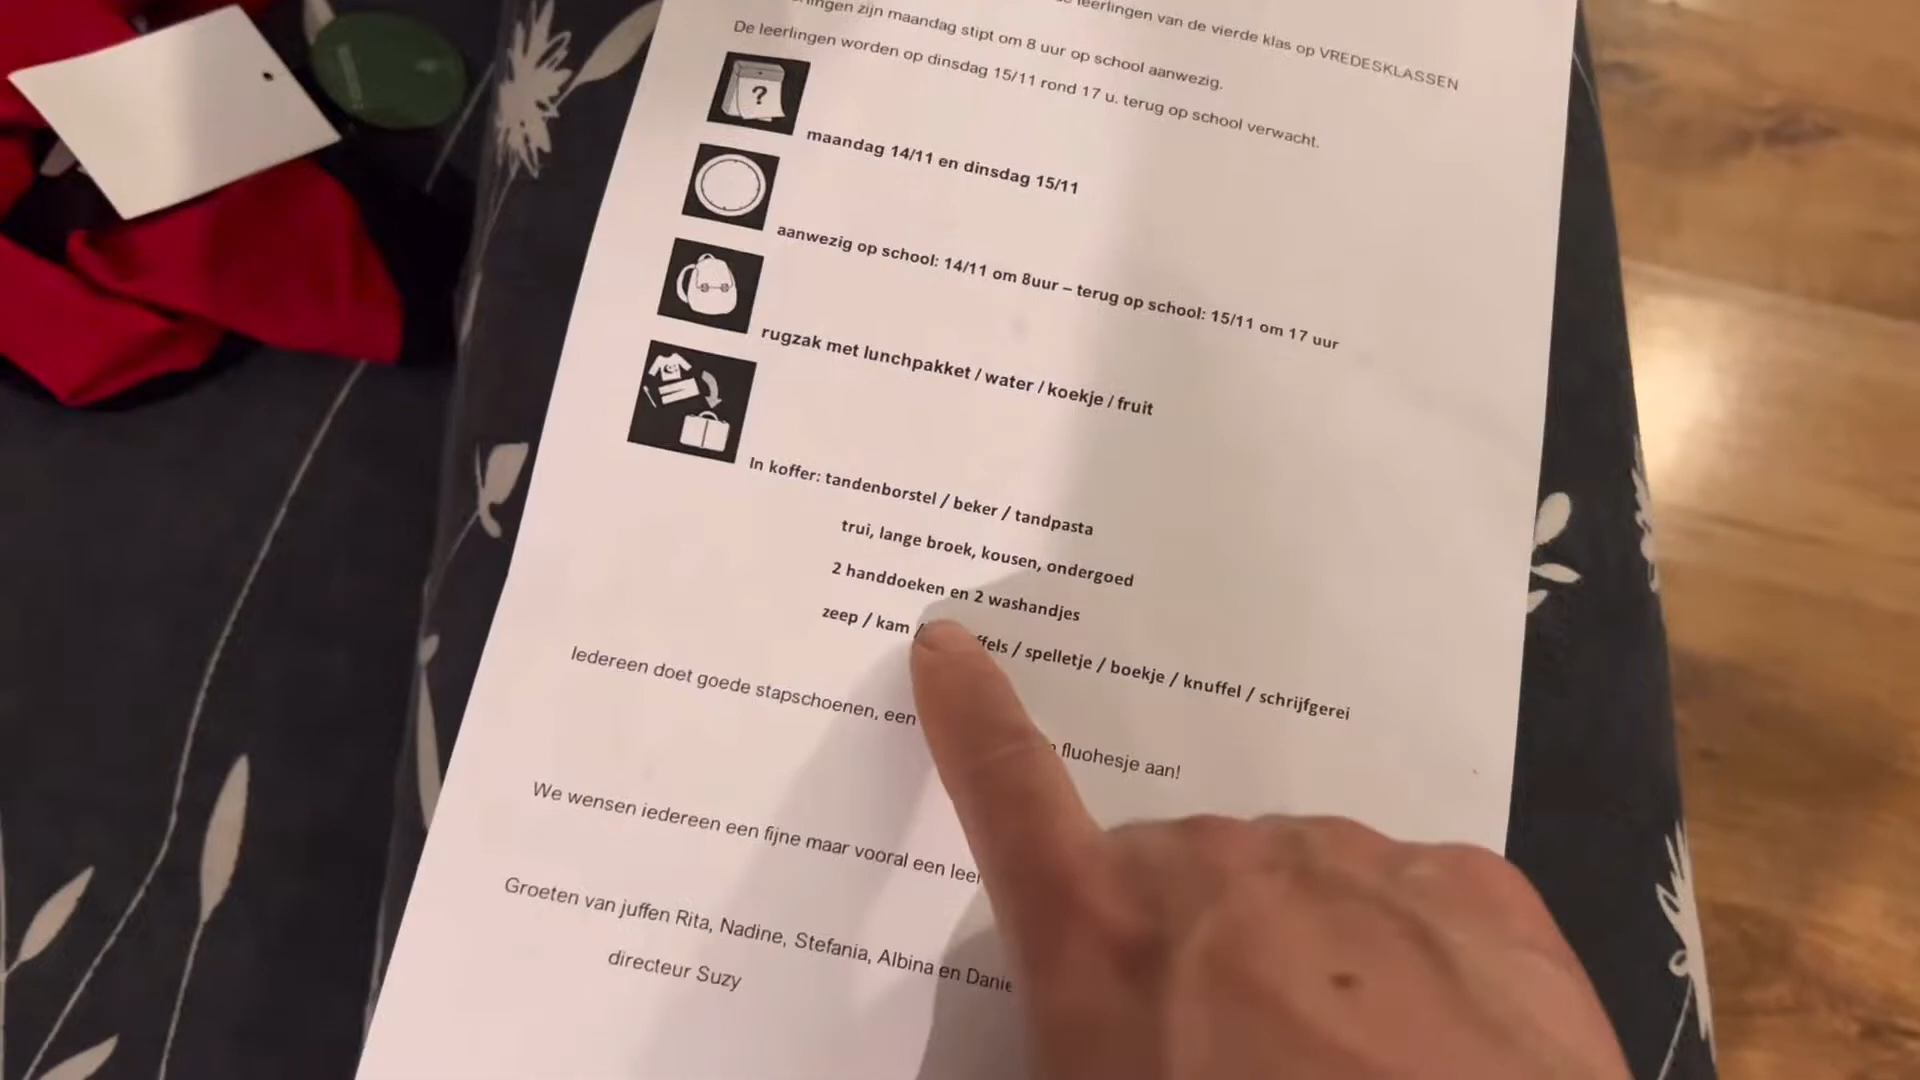 leerlingen van de vierde klas op VREDESKLASSEN
zijn maandag stipt om 8 uur op school aanwezig.
De leerlingen worden op dinsdag 15/11 rond 17 u. terug op school verwacht.
?
maandag 14/11 en dinsdag 15/11
aanwezig op school: 14/11 om 8uur – terug op school: 15/11 om 17 uur
rugzak met lunchpakket / water / koekje / fruit
In koffer: tandenborstel / beker / tandpasta
trui, lange broek, kousen, ondergoed
2 handdoeken en 2 washandjes
zeep / kam / / spelletje / boekje / knuffel / schrijfgerei
Iedereen doet goede stapschoenen, een fluohesje aan!
We wensen iedereen een fijne maar vooral een
Groeten van juffen Rita, Nadine, Stefania, Albina en
directeur Suzy